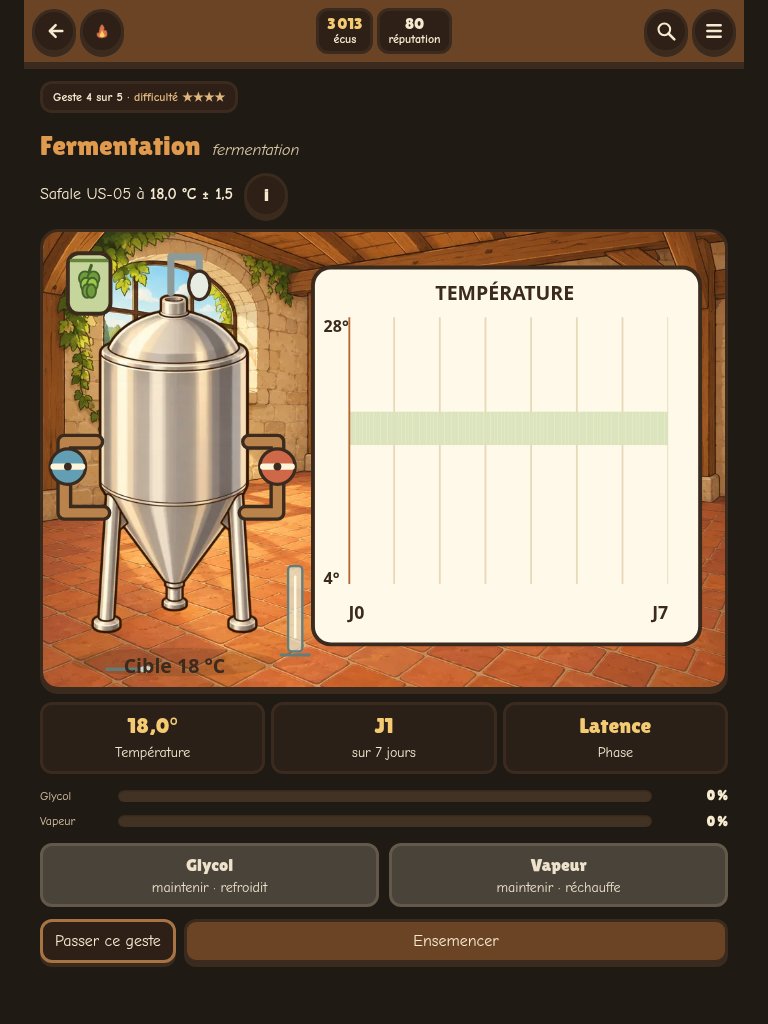 3 013
écus
80
réputation
Geste 4 sur 5 · difficulté ★★★★
Fermentation fermentation
Safale US-05 à 18,0 °C ± 1,5
i
TEMPÉRATURE
28°
4°
J0
J7
Cible 18 °C
18,0°
Température
J1
sur 7 jours
Latence
Phase
Glycol
0 %
Vapeur
0 %
Glycol
maintenir · refroidit
Vapeur
maintenir · réchauffe
Passer ce geste
Ensemencer